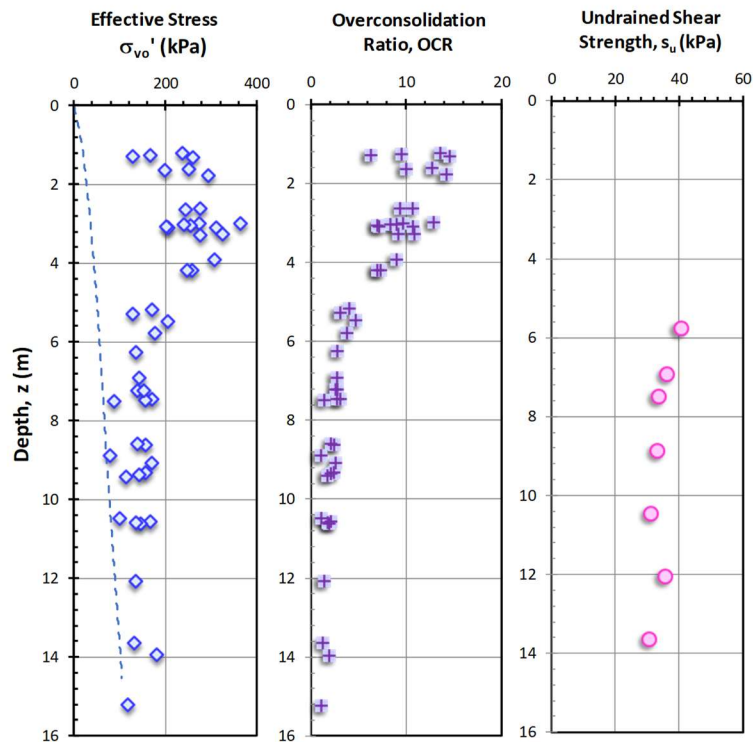 Effective Stress
σvo' (kPa)
0 200 400
0
2
4
6
8
10
12
14
16
Depth, z (m)
Overconsolidation
Ratio, OCR
0 10 20
0
2
4
6
8
10
12
14
16
Undrained Shear
Strength, su (kPa)
0 20 40 60
0
2
4
6
8
10
12
14
16